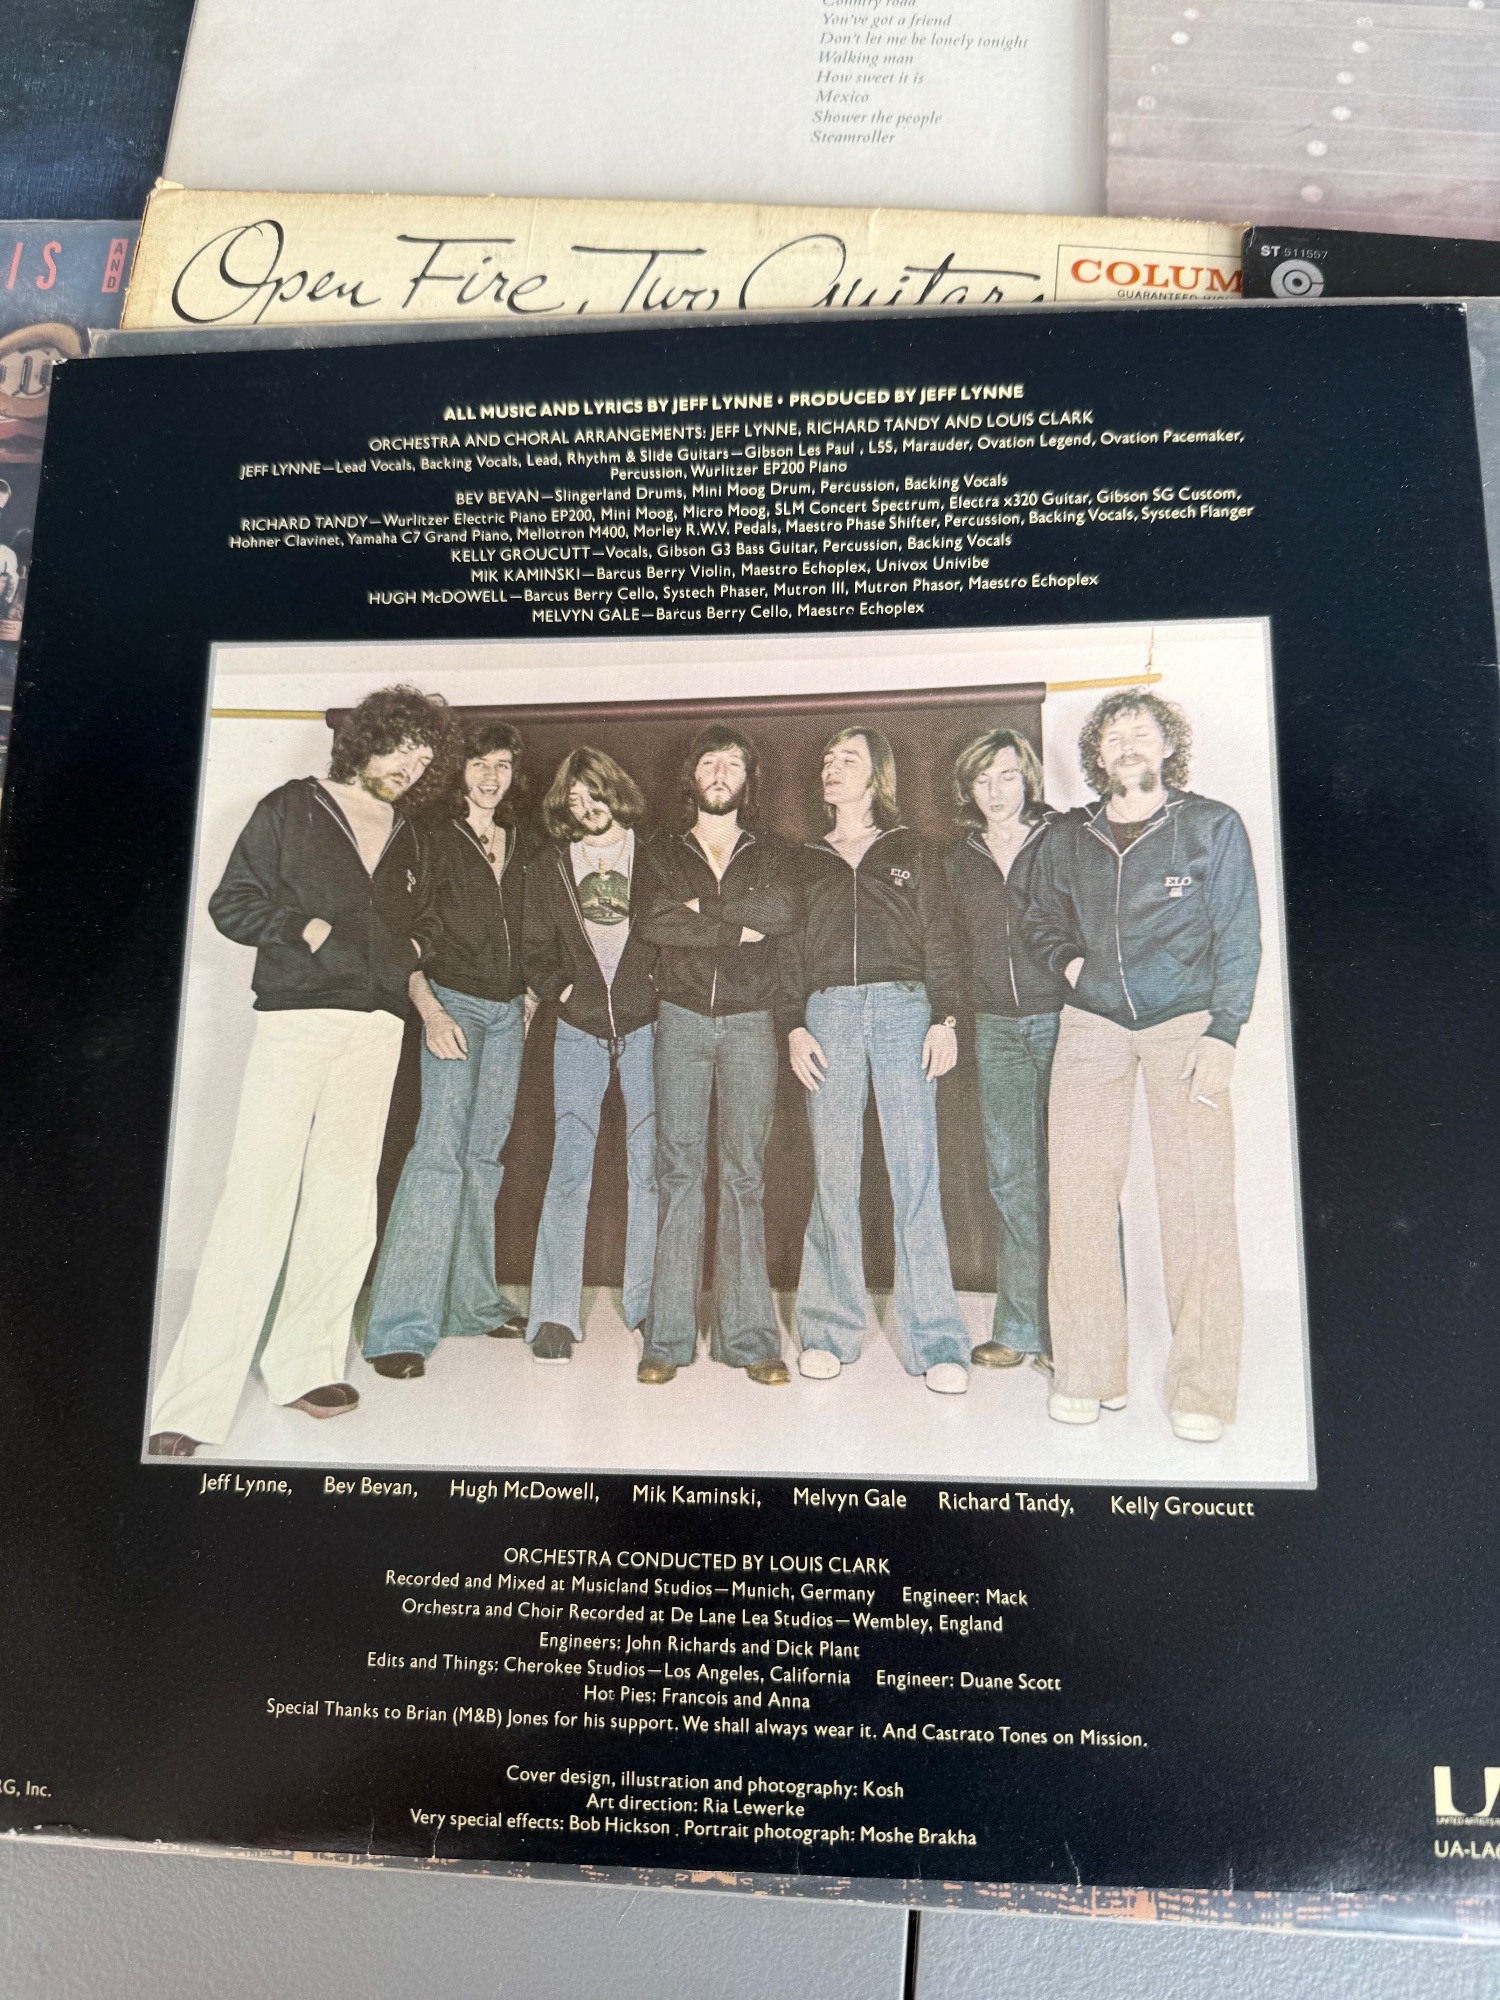 Country road
You've got a friend
Don't let me be lonely tonight
Walking man
How sweet it is
Mexico
Shower the people
Steamroller
IS AND
Open Fire, Two Guitars
COLUM
GUARANTEED HIGH
ST 511557
ALL MUSIC AND LYRICS BY JEFF LYNNE • PRODUCED BY JEFF LYNNE
ORCHESTRA AND CHORAL ARRANGEMENTS: JEFF LYNNE, RICHARD TANDY AND LOUIS CLARK
JEFF LYNNE—Lead Vocals, Backing Vocals, Lead, Rhythm & Slide Guitars—Gibson Les Paul , L5S, Marauder, Ovation Legend, Ovation Pacemaker,
Percussion, Wurlitzer EP200 Piano
BEV BEVAN—Slingerland Drums, Mini Moog Drum, Percussion, Backing Vocals
RICHARD TANDY—Wurlitzer Electric Piano EP200, Mini Moog, Micro Moog, SLM Concert Spectrum, Electra x320 Guitar, Gibson SG Custom,
Hohner Clavinet, Yamaha C7 Grand Piano, Mellotron M400, Morley R.W.V. Pedals, Maestro Phase Shifter, Percussion, Backing Vocals, Systech Flanger
KELLY GROUCUTT—Vocals, Gibson G3 Bass Guitar, Percussion, Backing Vocals
MIK KAMINSKI—Barcus Berry Violin, Maestro Echoplex, Univox Univibe
HUGH McDOWELL—Barcus Berry Cello, Systech Phaser, Mutron III, Mutron Phasor, Maestro Echoplex
MELVYN GALE—Barcus Berry Cello, Maestro Echoplex
ELO
ELO
Jeff Lynne, Bev Bevan, Hugh McDowell, Mik Kaminski, Melvyn Gale Richard Tandy, Kelly Groucutt
ORCHESTRA CONDUCTED BY LOUIS CLARK
Recorded and Mixed at Musicland Studios—Munich, Germany Engineer: Mack
Orchestra and Choir Recorded at De Lane Lea Studios—Wembley, England
Engineers: John Richards and Dick Plant
Edits and Things: Cherokee Studios—Los Angeles, California Engineer: Duane Scott
Hot Pies: Francois and Anna
Special Thanks to Brian (M&B) Jones for his support. We shall always wear it. And Castrato Tones on Mission.
Cover design, illustration and photography: Kosh
Art direction: Ria Lewerke
Very special effects: Bob Hickson . Portrait photograph: Moshe Brakha
G, Inc.
UA-LA